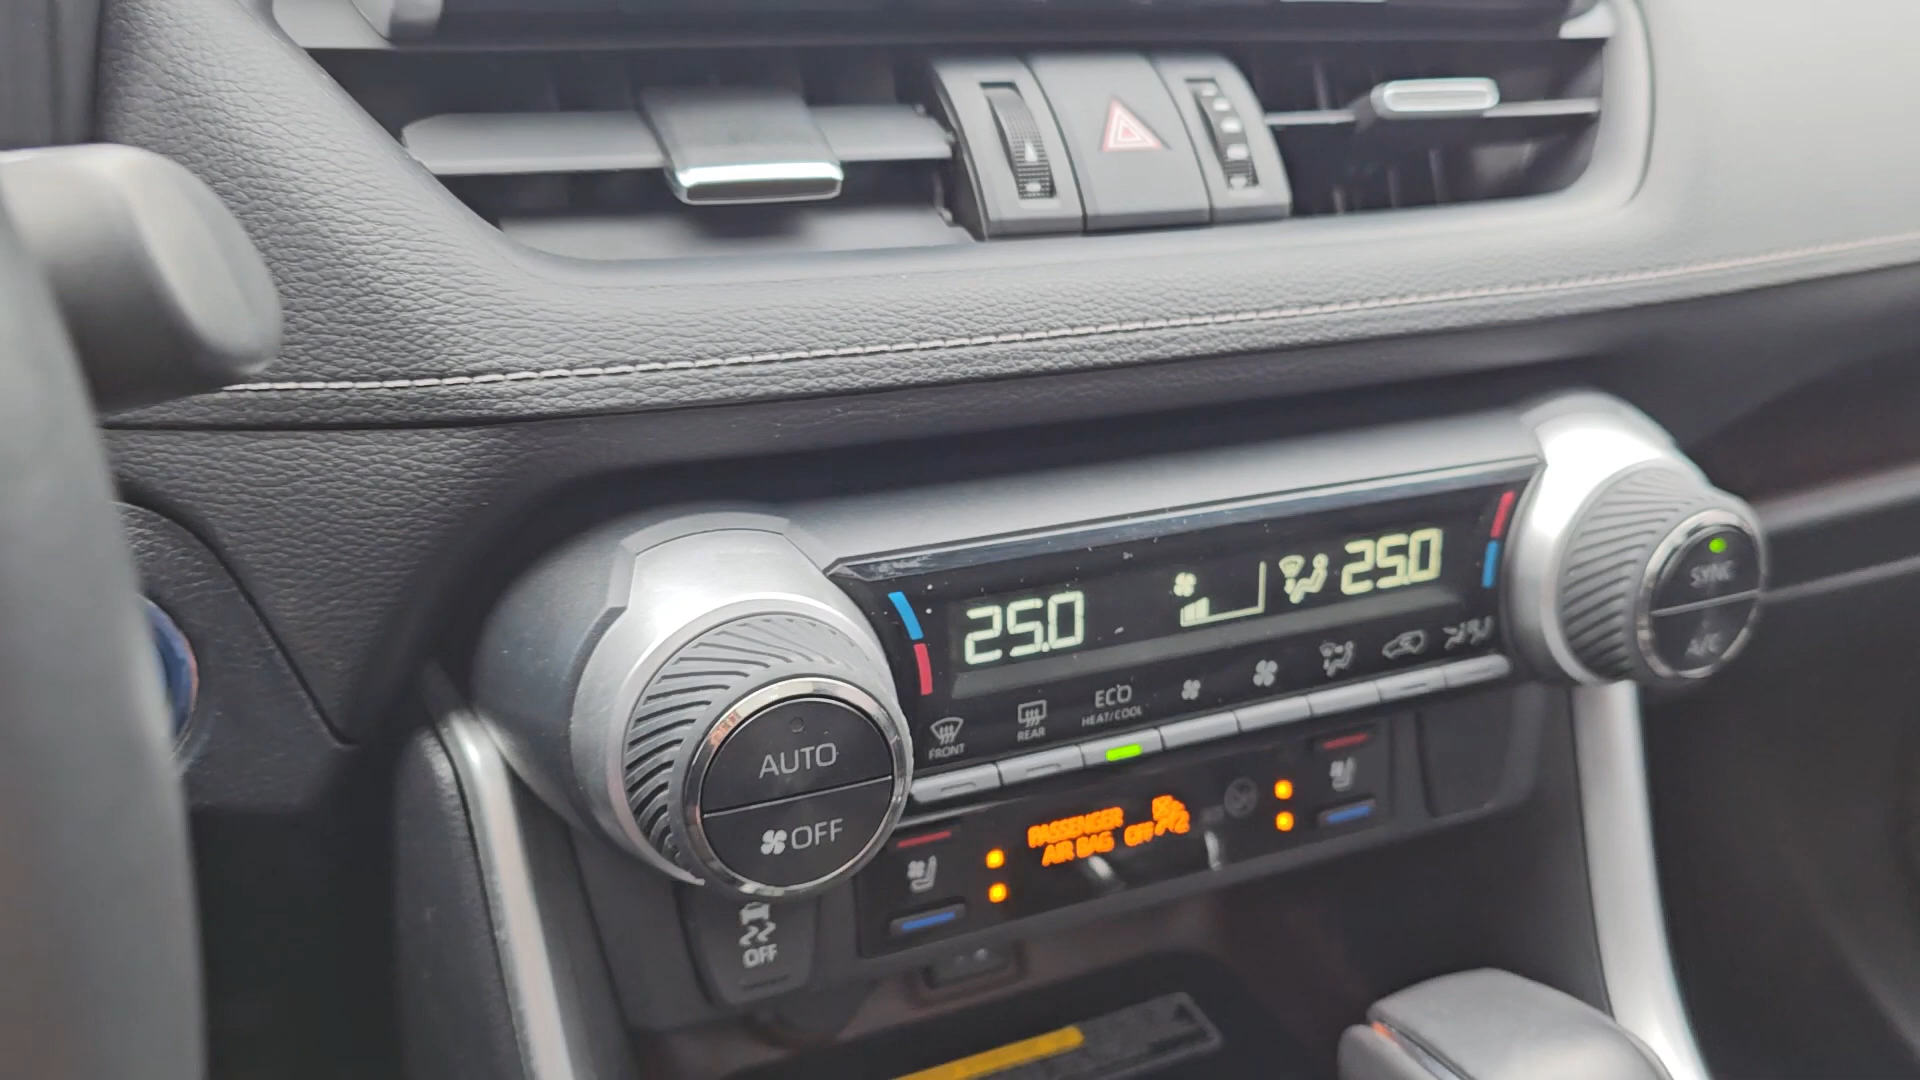 25.0
25.0
SYNC
A/C
FRONT
REAR
ECO
HEAT/COOL
AUTO
OFF
PASSENGER
AIR BAG OFF
OFF